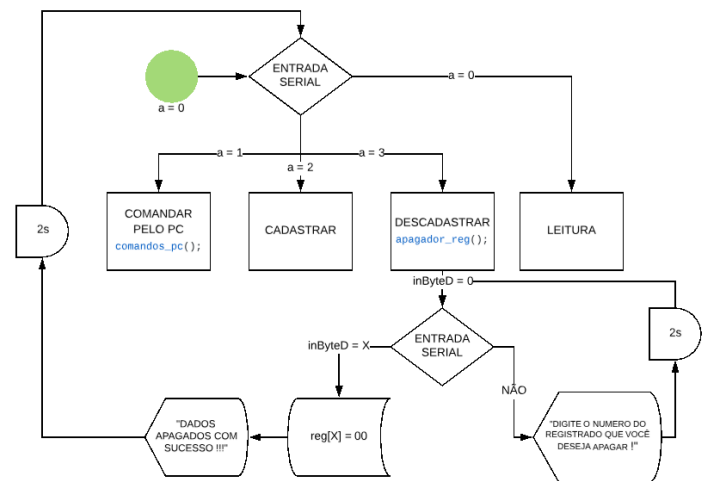 ENTRADA
SERIAL
a = 0
a = 0
a = 1
a = 3
a = 2
COMANDAR
PELO PC
comandos_pc();
CADASTRAR
DESCADASTRAR
apagador_reg();
LEITURA
2s
inByteD = 0
ENTRADA
SERIAL
2s
inByteD = X
NÃO
"DADOS
APAGADOS COM
SUCESSO !!!"
reg[X] = 00
"DIGITE O NUMERO DO
REGISTRADO QUE VOCÊ
DESEJA APAGAR !"